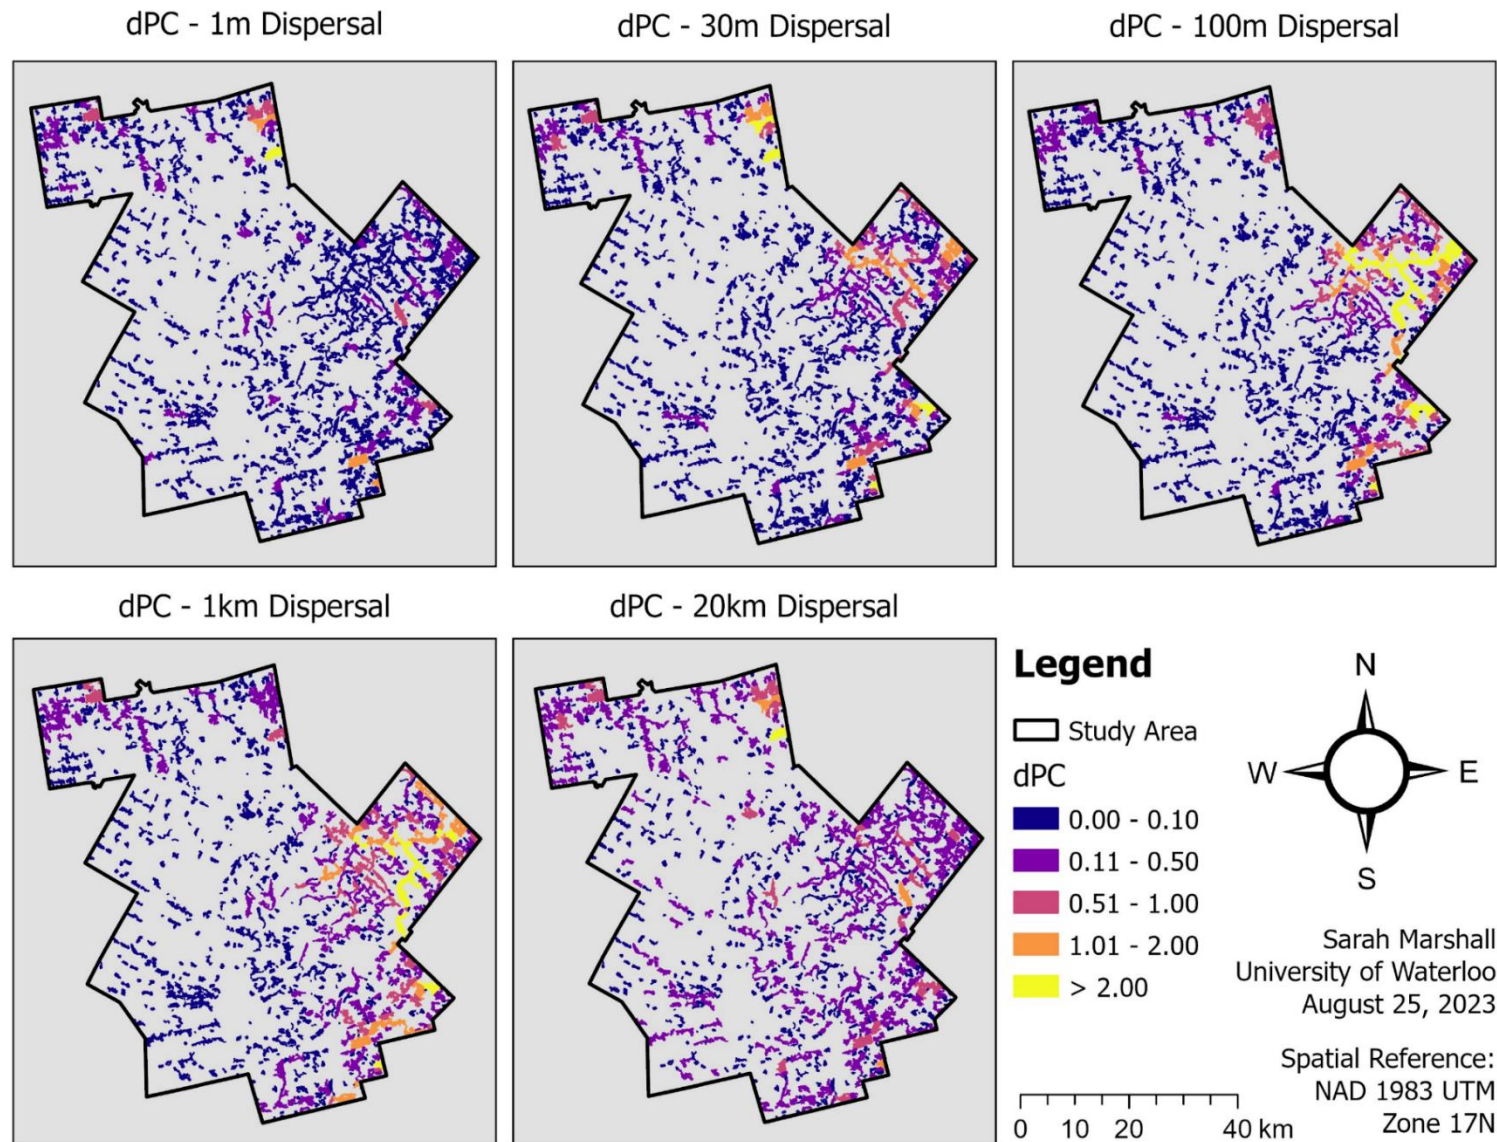 dPC - 1m Dispersal
dPC - 30m Dispersal
dPC - 100m Dispersal
dPC - 1km Dispersal
dPC - 20km Dispersal
Legend
Study Area
dPC
0.00 - 0.10
0.11 - 0.50
0.51 - 1.00
1.01 - 2.00
> 2.00
N
W
E
S
Sarah Marshall
University of Waterloo
August 25, 2023
Spatial Reference:
NAD 1983 UTM
Zone 17N
0 10 20 40 km